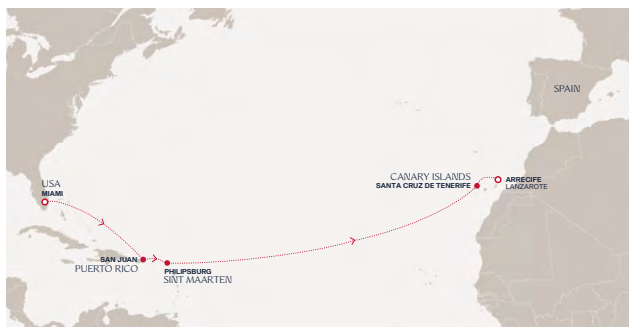 SPAIN
CANARY ISLANDS
SANTA CRUZ DE TENERIFE
ARRECIFE
LANZAROTE
USA
MIAMI
SAN JUAN
PUERTO RICO
PHILIPSBURG
SINT MAARTEN